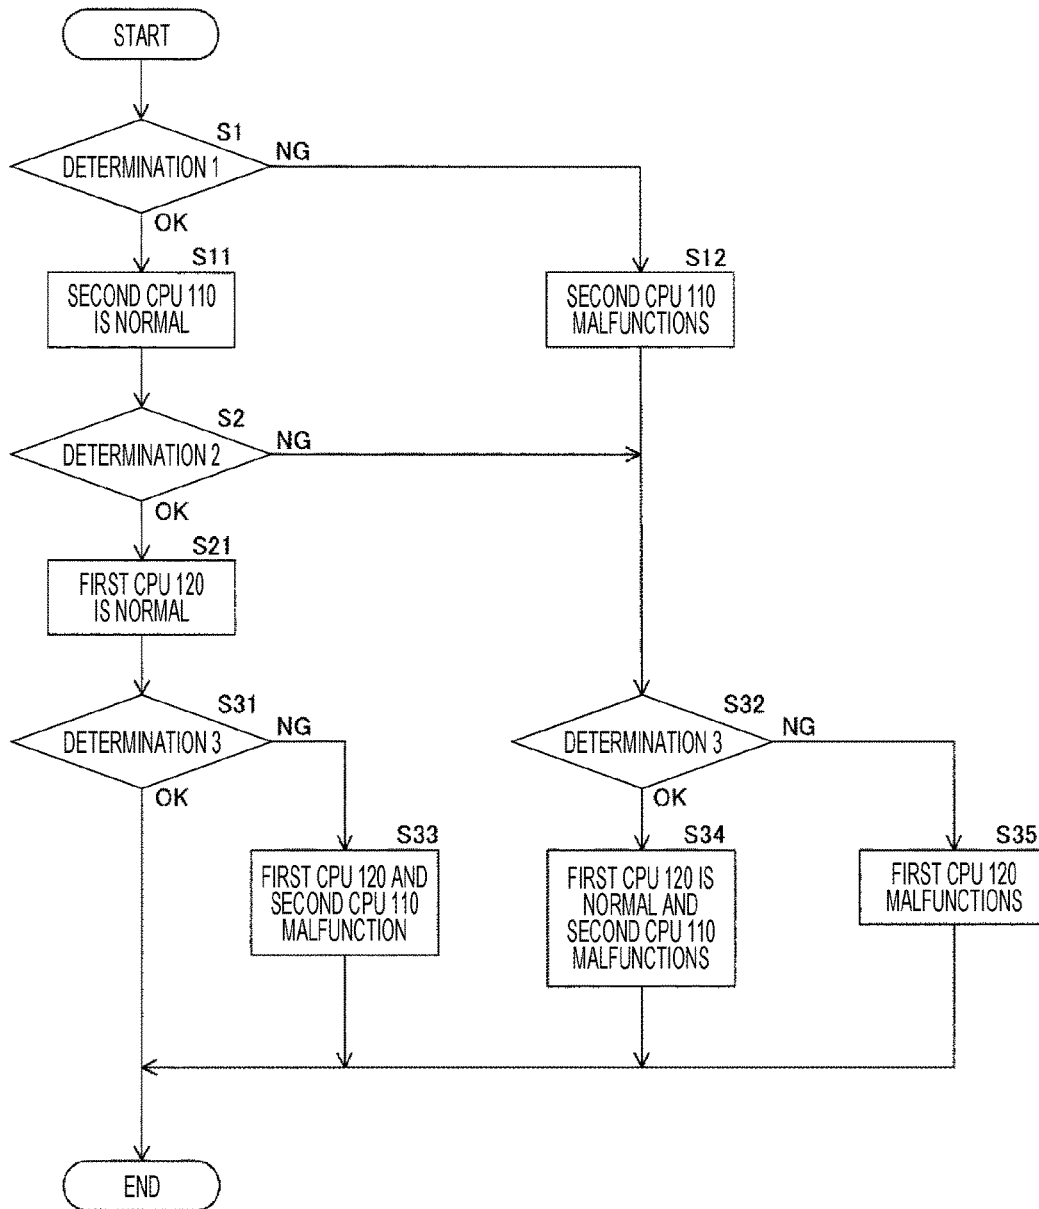 START
S1
DETERMINATION 1
NG
OK
S11
SECOND CPU 110
IS NORMAL
S12
SECOND CPU 110
MALFUNCTIONS
S2
DETERMINATION 2
NG
OK
S21
FIRST CPU 120
IS NORMAL
S31
DETERMINATION 3
NG
OK
S32
DETERMINATION 3
NG
OK
S33
FIRST CPU 120 AND
SECOND CPU 110
MALFUNCTION
S34
FIRST CPU 120 IS
NORMAL AND
SECOND CPU 110
MALFUNCTIONS
S35
FIRST CPU 120
MALFUNCTIONS
END